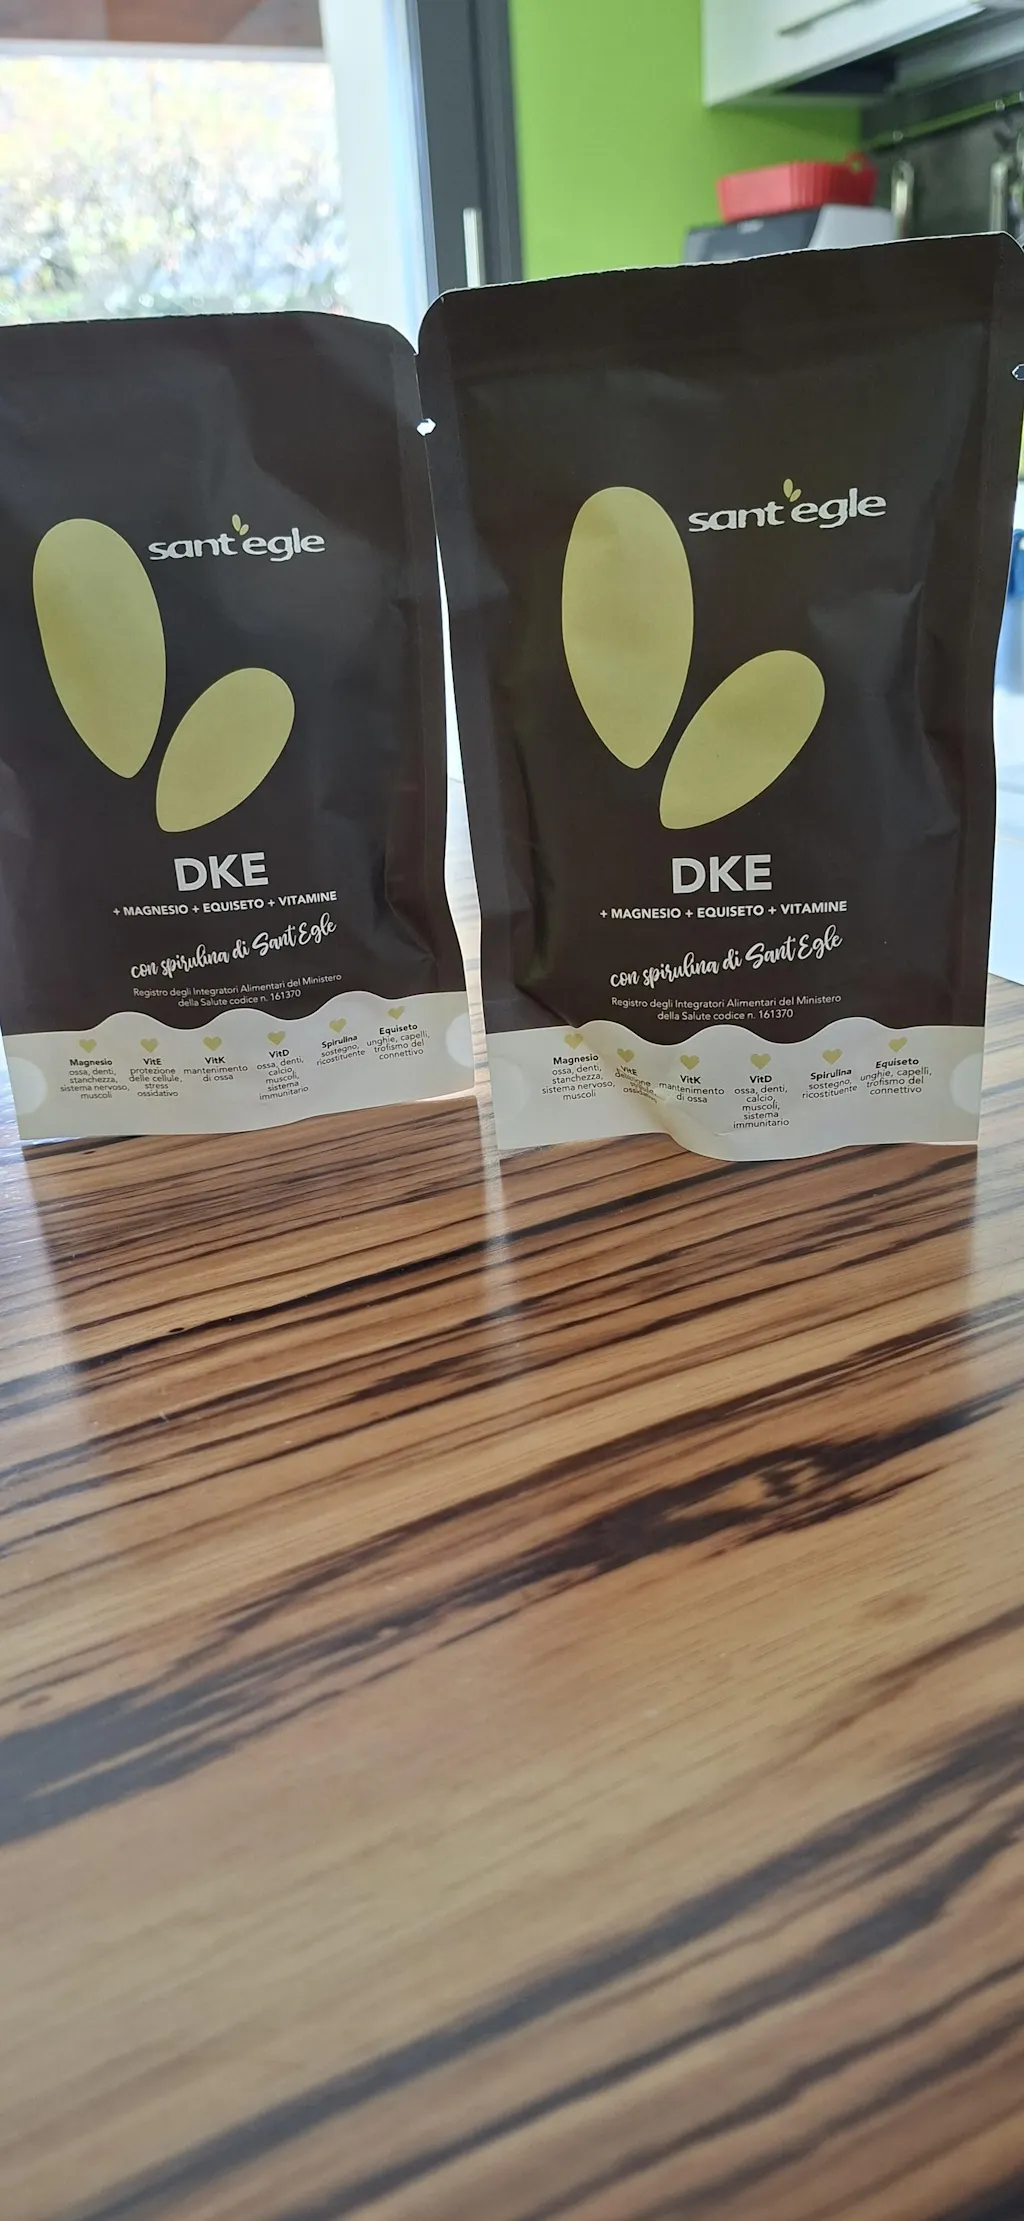 sant'egle
DKE
+ MAGNESIO + EQUISETO + VITAMINE
con spirulina di Sant'Egle
Registro degli Integratori Alimentari del Ministero
della Salute codice n. 161370
Magnesio
ossa, denti,
stanchezza,
sistema nervoso,
muscoli
VitE
protezione
delle cellule,
stress
ossidativo
VitK
mantenimento
di ossa
VitD
ossa, denti,
calcio,
muscoli,
sistema
immunitario
Spirulina
sostegno,
ricostituente
Equiseto
unghie, capelli,
trofismo del
connettivo
sant'egle
DKE
+ MAGNESIO + EQUISETO + VITAMINE
con spirulina di Sant'Egle
Registro degli Integratori Alimentari del Ministero
della Salute codice n. 161370
Magnesio
ossa, denti,
stanchezza,
sistema nervoso,
muscoli
VitE
VitK
mantenimento
di ossa
VitD
ossa, denti,
calcio,
muscoli,
sistema
immunitario
Spirulina
sostegno,
ricostituente
Equiseto
unghie, capelli,
trofismo del
connettivo